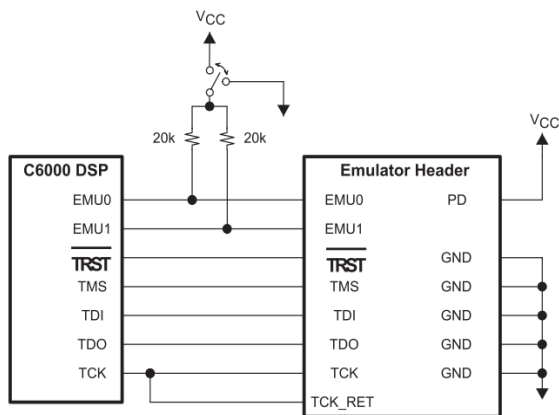 VCC
20k
20k
VCC
C6000 DSP
EMU0
EMU1
TRST
TMS
TDI
TDO
TCK
Emulator Header
EMU0
PD
EMU1
TRST
GND
TMS
GND
TDI
GND
TDO
GND
TCK
GND
TCK_RET